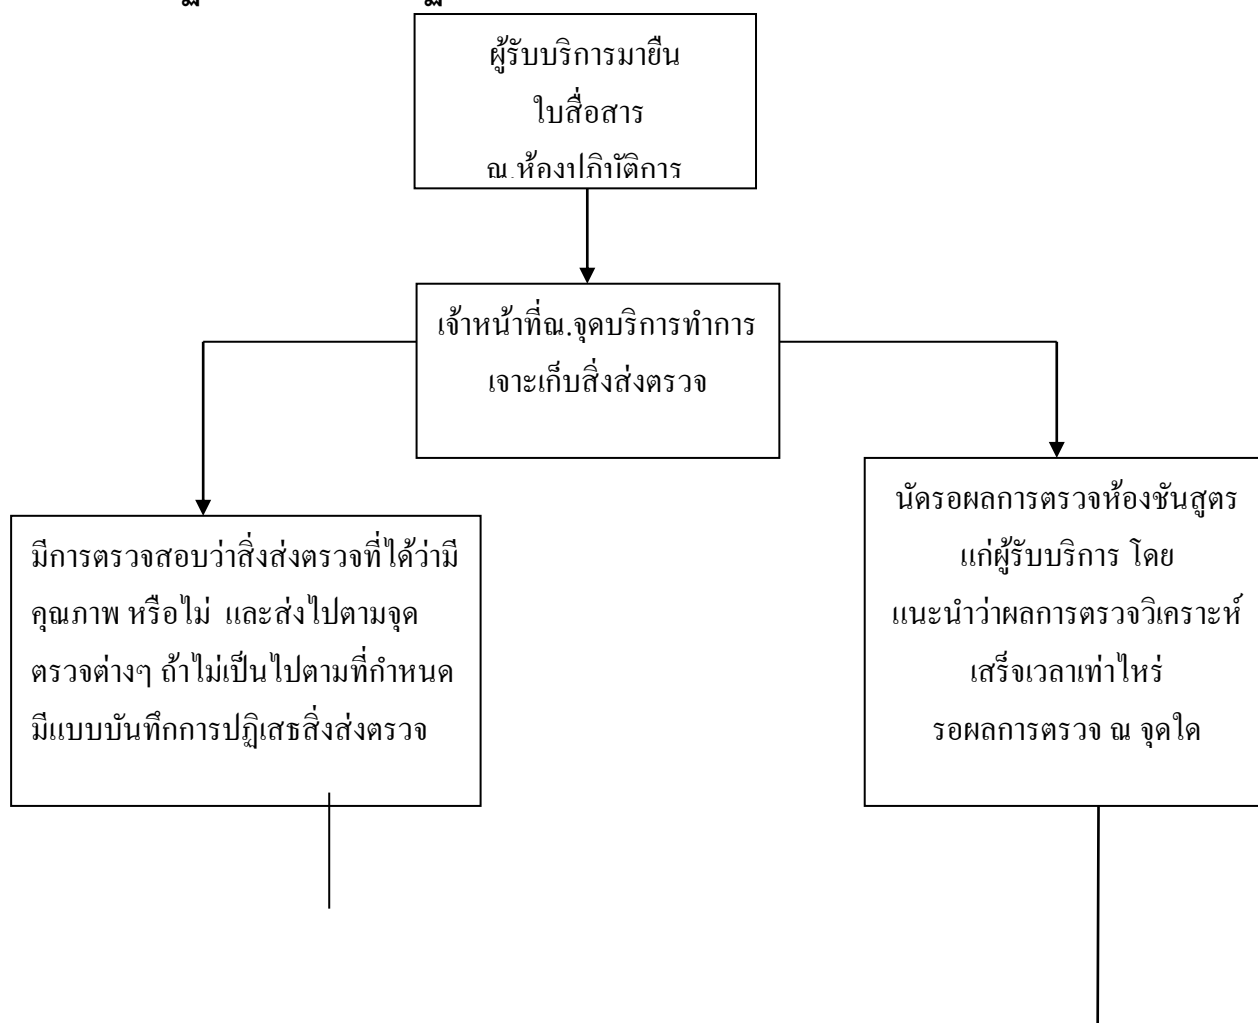 ผู้รับบริการมายืน
ใบสื่อสาร
ณ.ห้องปฏิบัติการ
เจ้าหน้าที่ณ.จุดบริการทำการ
เจาะเก็บสิ่งส่งตรวจ
มีการตรวจสอบว่าสิ่งส่งตรวจที่ได้ว่ามี
คุณภาพ หรือไม่ และส่งไปตามจุด
ตรวจต่างๆ ถ้าไม่เป็นไปตามที่กำหนด
มีแบบบันทึกการปฏิเสธสิ่งส่งตรวจ
นัดรอผลการตรวจห้องชันสูตร
แก่ผู้รับบริการ โดย
แนะนำว่าผลการตรวจวิเคราะห์
เสร็จเวลาเท่าไหร่
รอผลการตรวจ ณ จุดใด